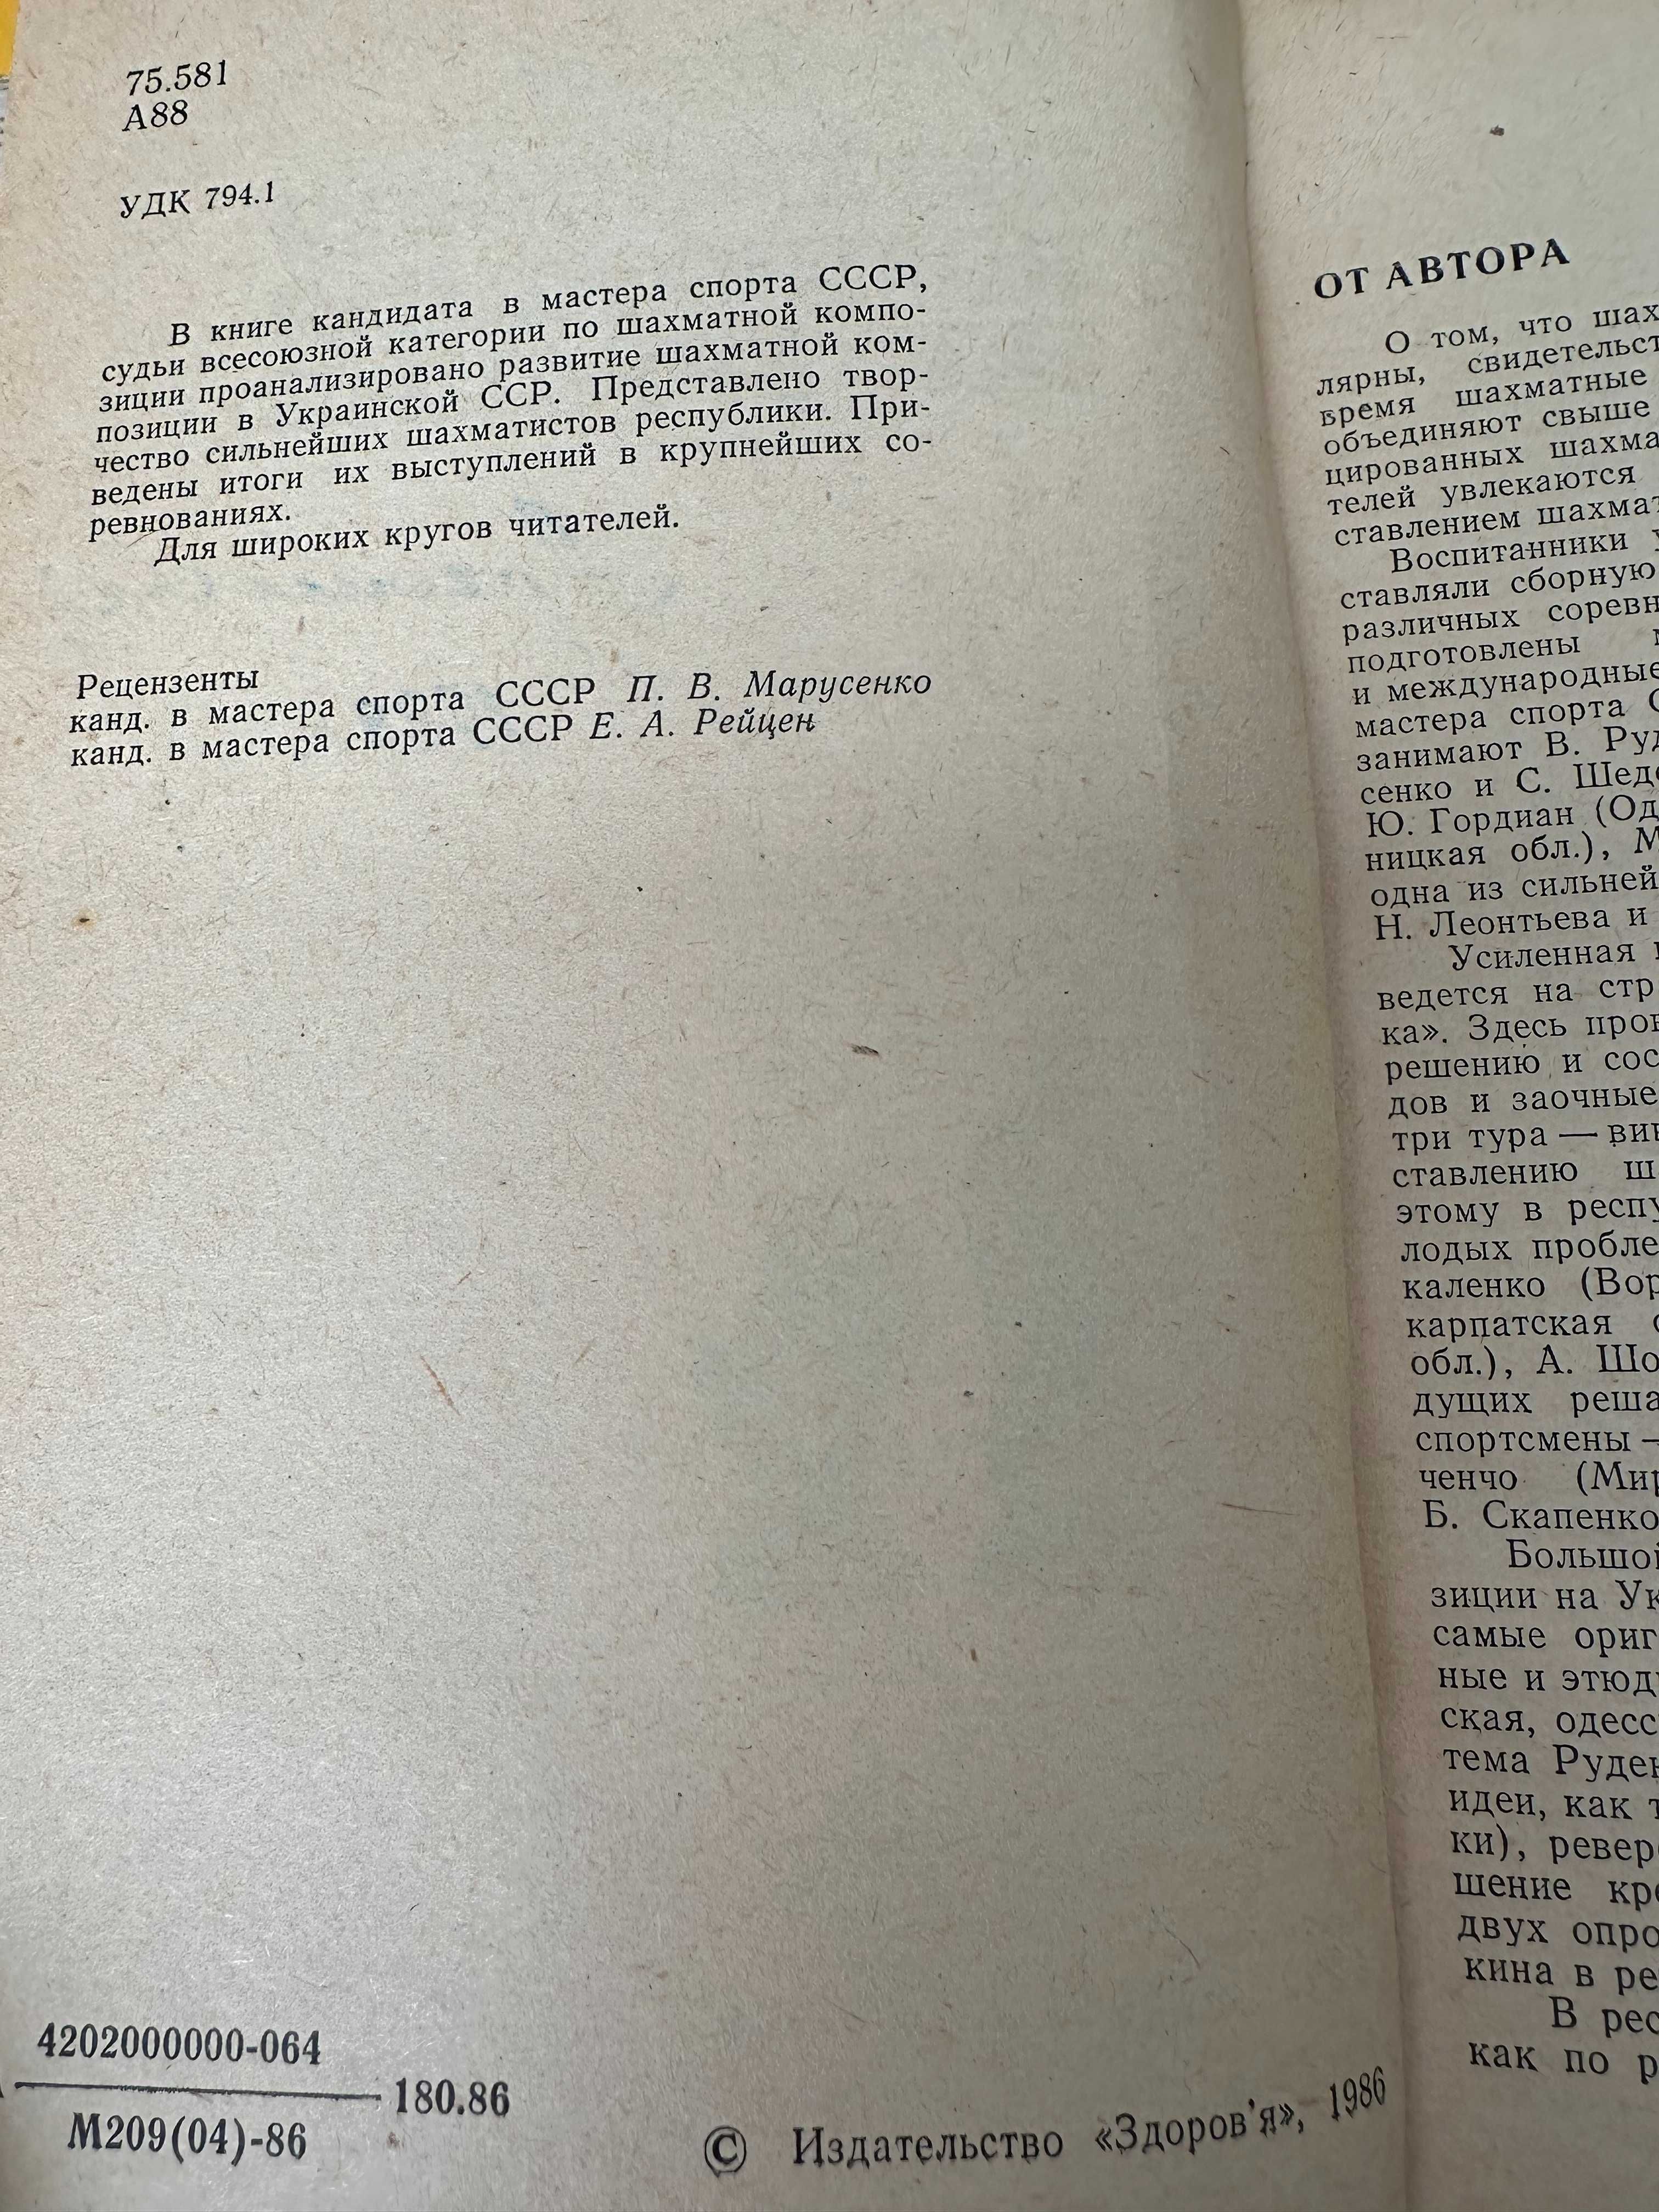 75.581
А88
УДК 794.1
В книге кандидата в мастера спорта СССР,
судьи всесоюзной категории по шахматной компо-
зиции проанализировано развитие шахматной ком-
позиции в Украинской ССР. Представлено твор-
чество сильнейших шахматистов республики. При-
ведены итоги их выступлений в крупнейших со-
ревнованиях.
Для широких кругов читателей.
Рецензенты
канд. в мастера спорта СССР П. В. Марусенко
канд. в мастера спорта СССР Е. А. Рейцен
4202000000-064
180.86
М209(04)-86
© Издательство «Здоров'я», 1986
ОТ АВТОРА
О том, что шах
лярны, свидетельст
время шахматные
объединяют свыше
цированных шахма
телей увлекаются
ставлением шахмат
Воспитанники
ставляли сборную
различных соревн
подготовлены
и международные
мастера спорта
занимают В. Руд
сенко и С. Шед
Ю. Гордиан (Од
ницкая обл.),
одна из сильней
Н. Леонтьева и
Усиленная
ведется на стр
ка». Здесь пров
решению и сос
дов и заочные
три тура — вик
ставлению ш
этому в респу
лодых пробле
каленко (Вор
карпатская
обл.), А. Шо
дущих реша
спортсмены —
ченчо (Мир
Б. Скапенко
Большой
зиции на Ук
самые ориг
ные и этюд
ская, одесс
тема Руден
идеи, как т
ки), ревер
шение кре
двух опро
кина в ре
В рес
как по р